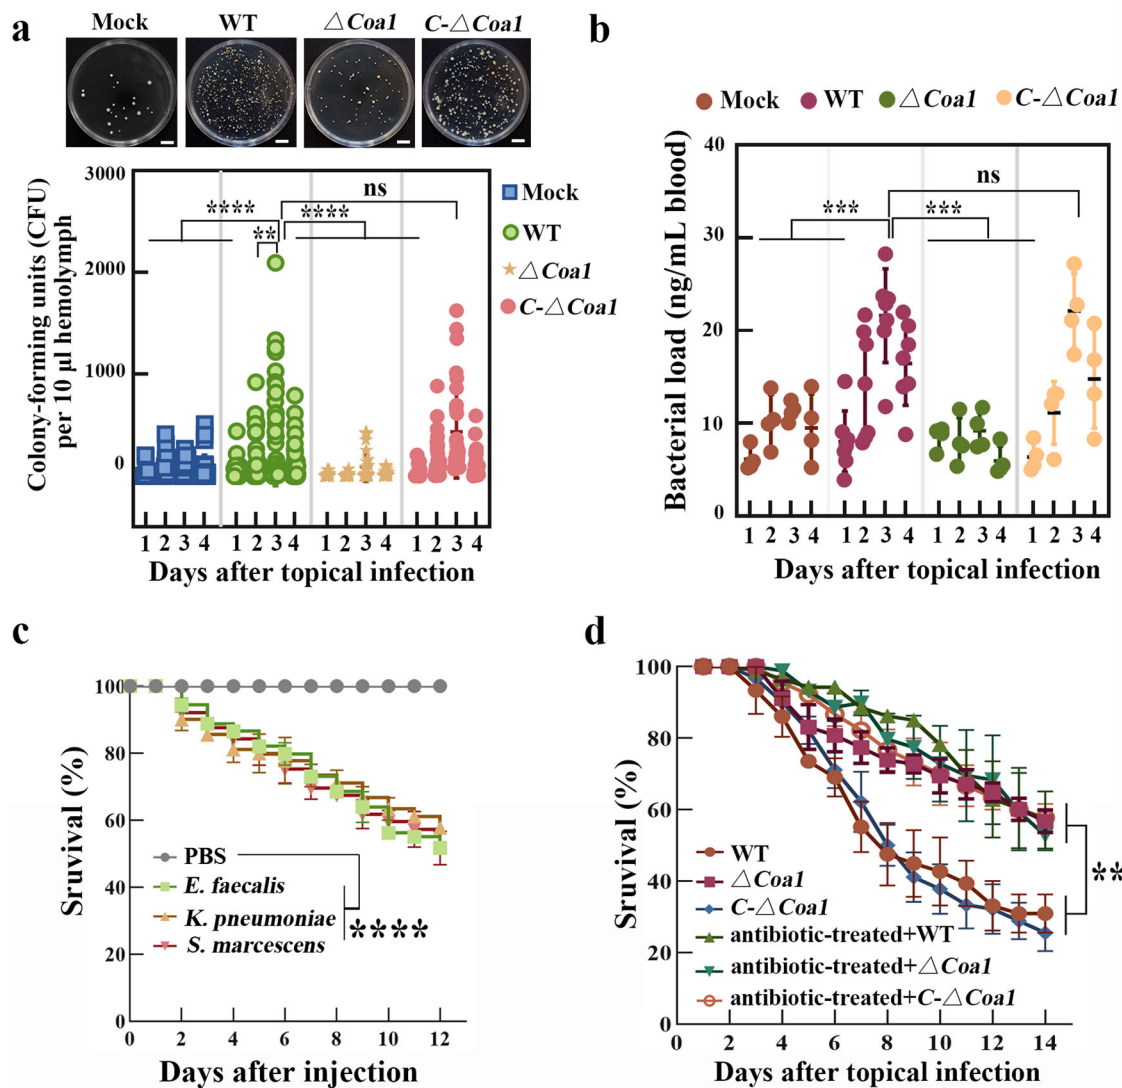 a
Mock WT △Coa1 C-△Coa1
Colony-forming units (CFU)
per 10 µl hemolymph
3000
2000
1000
0
**** ** **** ns
Mock
WT
△Coa1
C-△Coa1
1 2 3 4 1 2 3 4 1 2 3 4 1 2 3 4
Days after topical infection
b
Mock WT △Coa1 C-△Coa1
Bacterial load (ng/mL blood)
40
30
20
10
0
*** *** ns
1 2 3 4 1 2 3 4 1 2 3 4 1 2 3 4
Days after topical infection
c
Sruvival (%)
100
80
60
40
20
0
PBS
E. faecalis
K. pneumoniae
S. marcescens
****
0 2 4 6 8 10 12
Days after injection
d
Sruvival (%)
100
80
60
40
20
0
WT
△Coa1
C-△Coa1
antibiotic-treated+WT
antibiotic-treated+△Coa1
antibiotic-treated+C-△Coa1
**
0 2 4 6 8 10 12 14
Days after topical infection